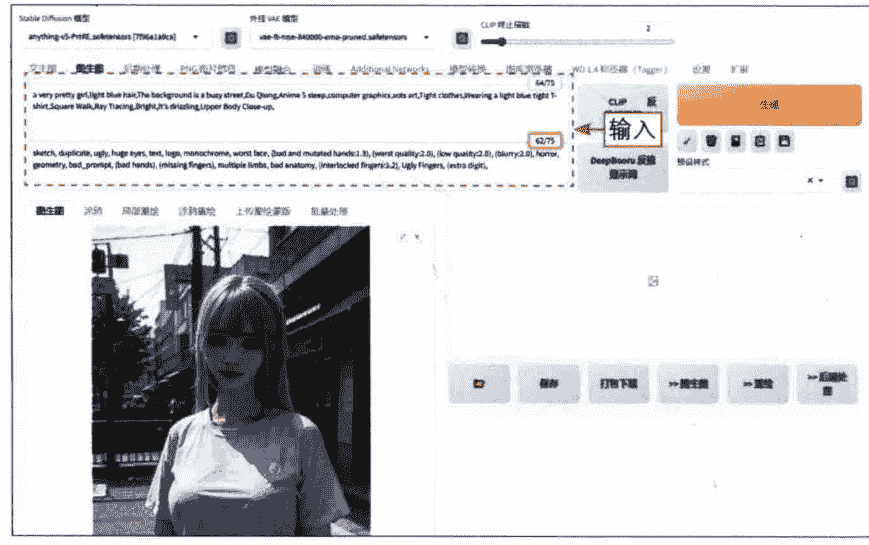 Stable Diffusion 模型
外挂 VAE 模型
CLIP 终止层数
2
anything-v5-PrtRE.safetensors [7f96a1a9ca]
vae-ft-mse-840000-ema-pruned.safetensors
文生图 图生图 后期处理 PNG 图片信息 模型融合 训练 Additional Networks 模型转换 图库浏览器 WD 1.4 标签器 (Tagger) 设置 扩展
64/75
a very pretty girl,light blue hair,The background is a busy street,Du Qiong,Anime 5 steep,computer graphics,vots art,Tight clothes,Wearing a light blue tight T-
shirt,Square Walk,Ray Tracing,Bright,It's drizzling,Upper Body Close-up,
CLIP 反
生成
输入
62/75
sketch, duplicate, ugly, huge eyes, text, logo, monochrome, worst face, (bad and mutated hands:1.3), (worst quality:2.0), (low quality:2.0), (blurry:2.0), horror,
geometry, bad_prompt, (bad hands), (missing fingers), multiple limbs, bad anatomy, (interlocked fingers:1.2), Ugly Fingers, (extra digit),
DeepBooru 反推
提示词
预设样式
图生图 涂鸦 局部重绘 涂鸦重绘 上传重绘蒙版 批量处理
保存 打包下载 >> 图生图 >> 重绘 >> 后期处
理